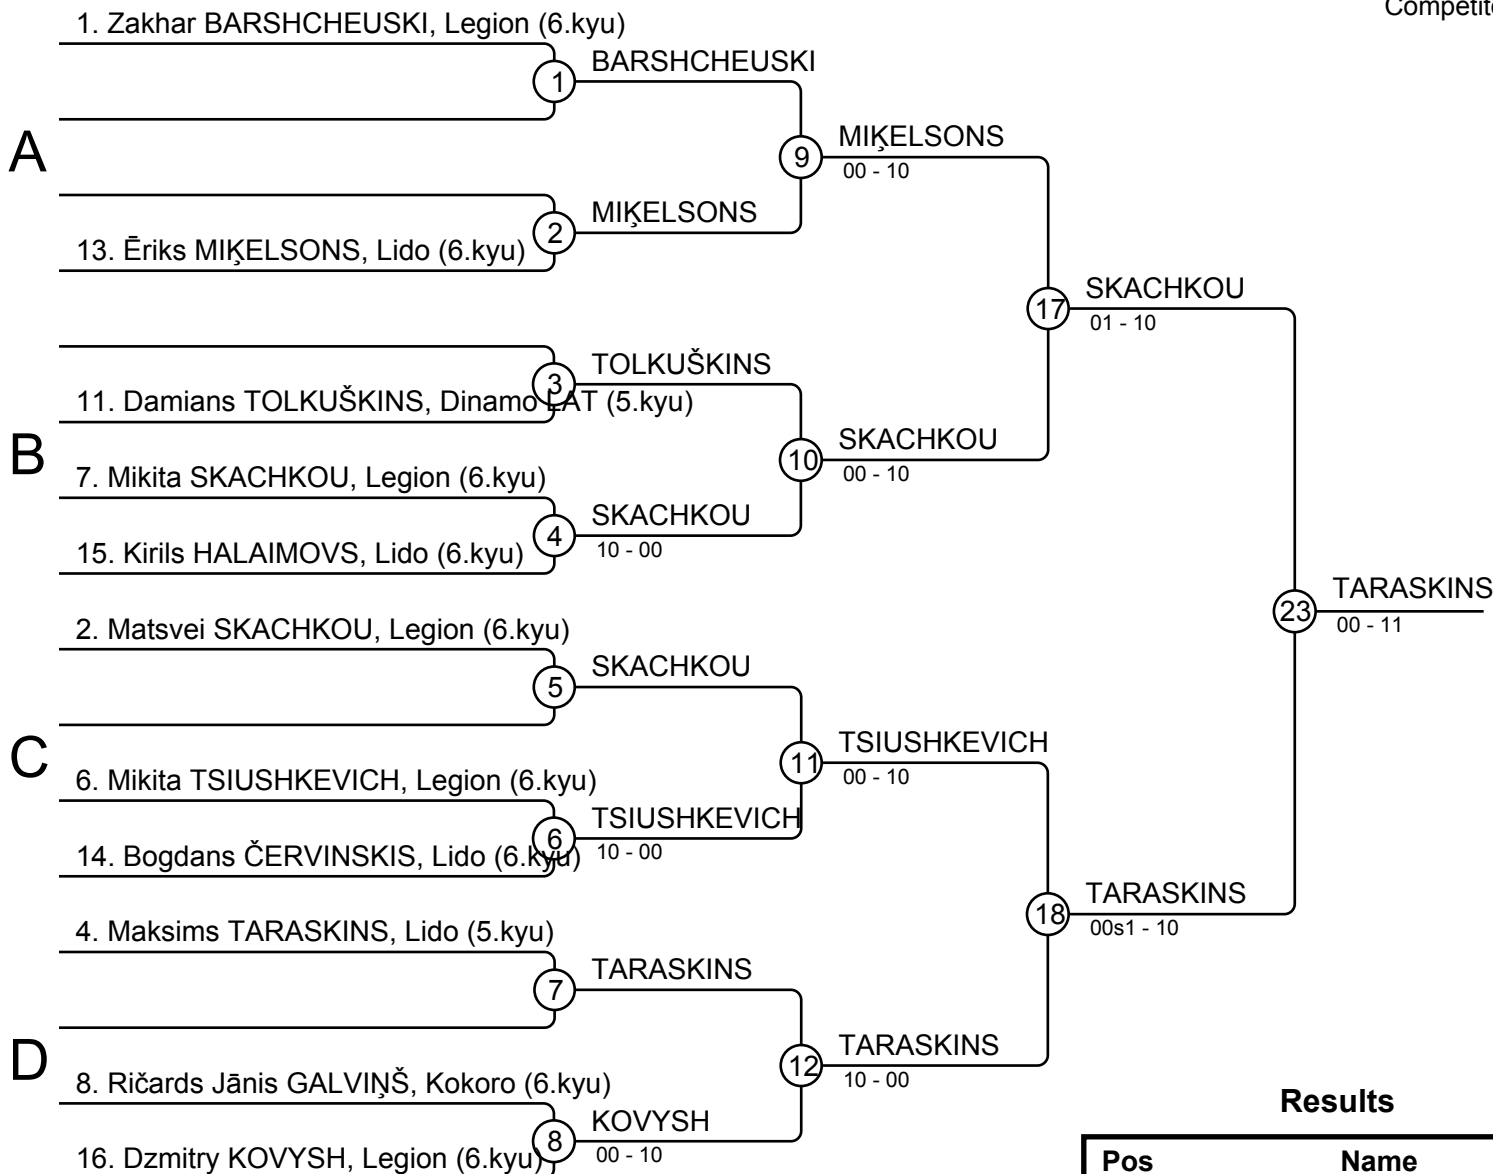 Competit
1. Zakhar BARSHCHEUSKI, Legion (6.kyu)
1
BARSHCHEUSKI
A
9
MIĶELSONS
00 - 10
2
MIĶELSONS
13. Ēriks MIĶELSONS, Lido (6.kyu)
17
SKACHKOU
01 - 10
3
TOLKUŠKINS
11. Damians TOLKUŠKINS, Dinamo LAT (5.kyu)
B
10
SKACHKOU
00 - 10
7. Mikita SKACHKOU, Legion (6.kyu)
4
SKACHKOU
10 - 00
15. Kirils HALAIMOVS, Lido (6.kyu)
23
TARASKINS
00 - 11
2. Matsvei SKACHKOU, Legion (6.kyu)
5
SKACHKOU
C
11
TSIUSHKEVICH
00 - 10
6. Mikita TSIUSHKEVICH, Legion (6.kyu)
6
TSIUSHKEVICH
10 - 00
14. Bogdans ČERVINSKIS, Lido (6.kyu)
18
TARASKINS
00s1 - 10
4. Maksims TARASKINS, Lido (5.kyu)
7
TARASKINS
D
12
TARASKINS
10 - 00
8. Ričards Jānis GALVIŅŠ, Kokoro (6.kyu)
8
KOVYSH
00 - 10
16. Dzmitry KOVYSH, Legion (6.kyu)
Results
Pos Name